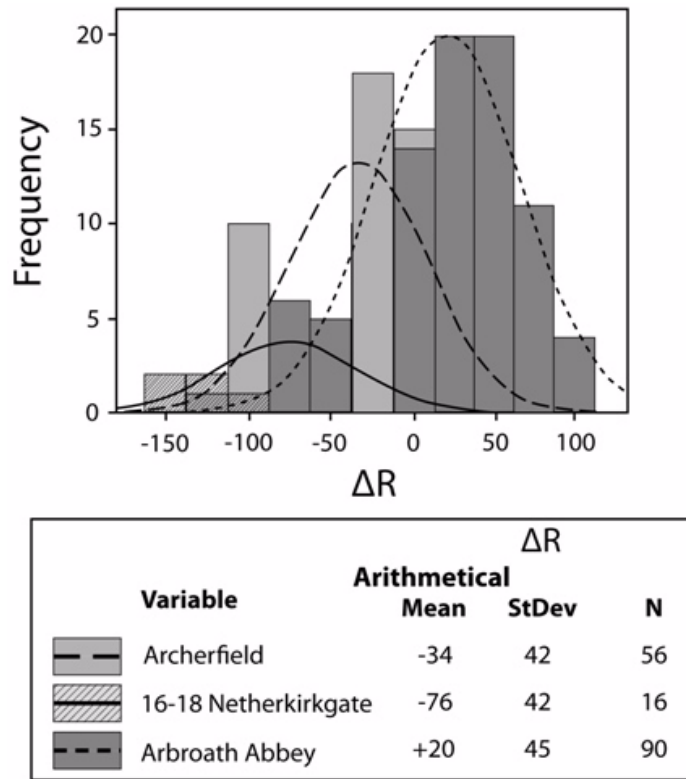 20
15
10
5
0
Frequency
-150 -100 -50 0 50 100
ΔR
ΔR
Arithmetical
Variable Mean StDev N
Archerfield -34 42 56
16-18 Netherkirkgate -76 42 16
Arbroath Abbey +20 45 90